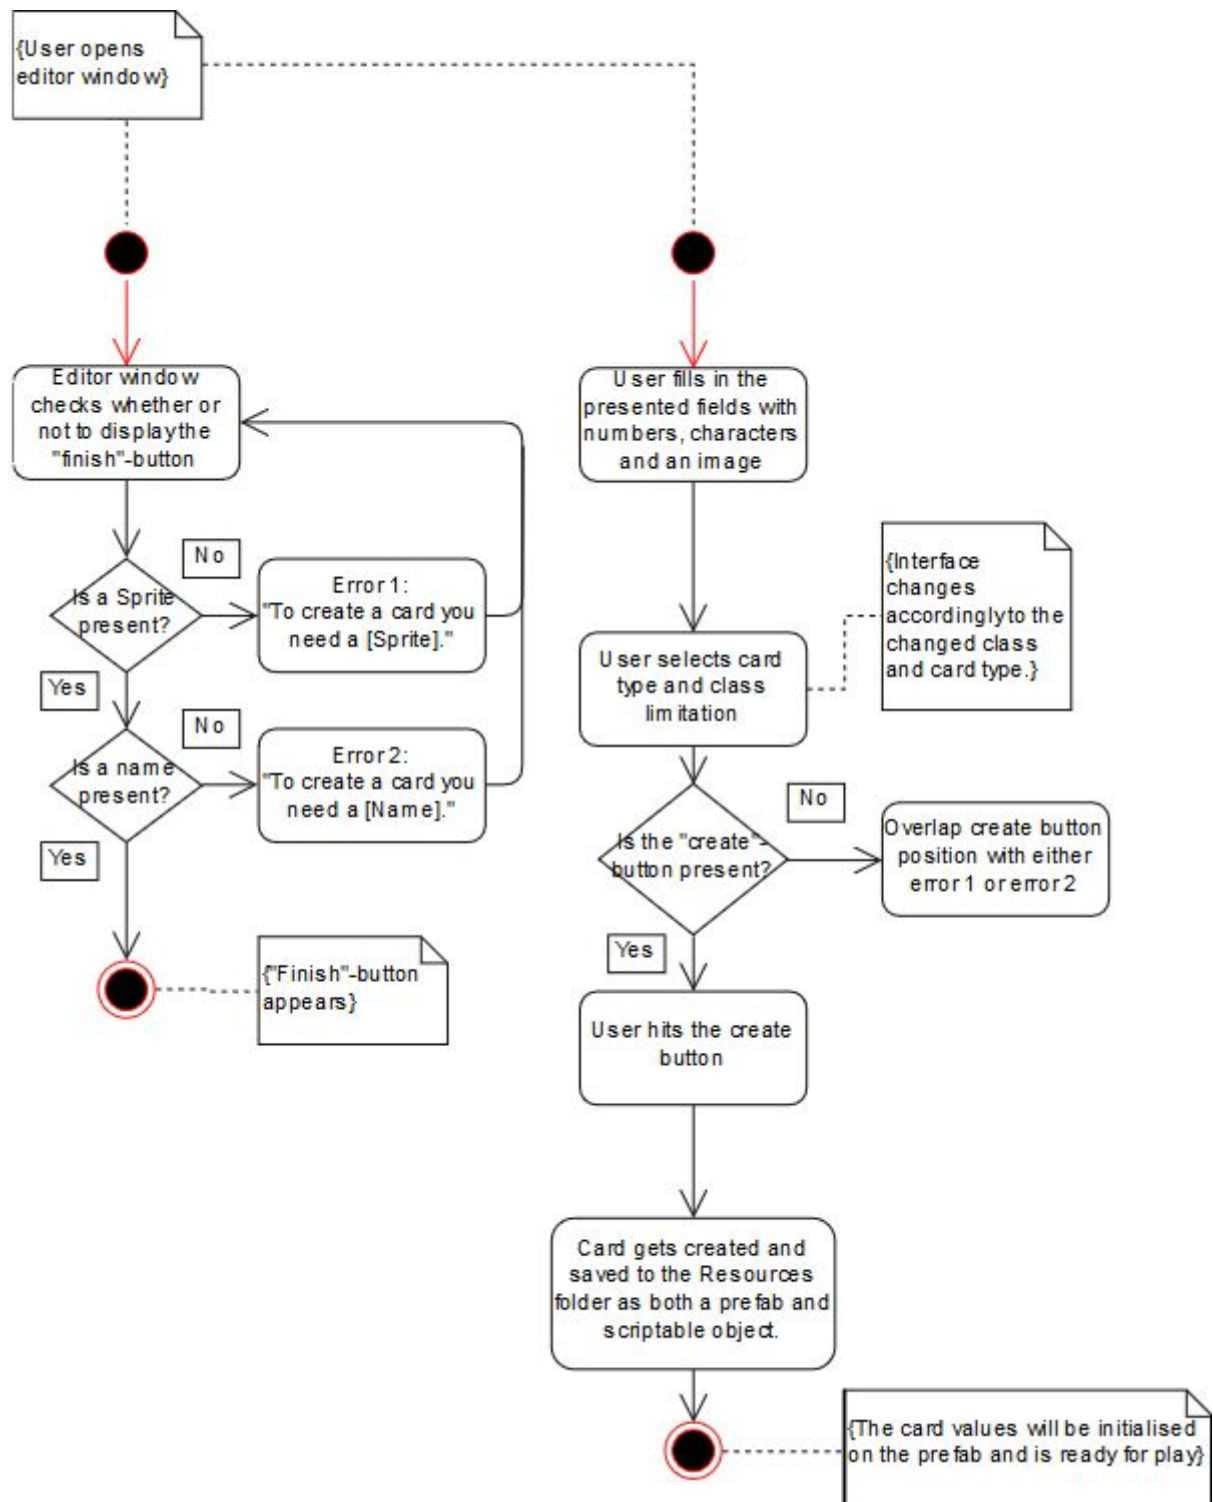 {User opens
editor window}
Editor window
checks whether or
not to display the
"finish"-button
Is a Sprite
present?
No
Error 1:
"To create a card you
need a [Sprite]."
Yes
Is a name
present?
No
Error 2:
"To create a card you
need a [Name]."
Yes
{"Finish"-button
appears}
User fills in the
presented fields with
numbers, characters
and an image
User selects card
type and class
limitation
{Interface
changes
accordingly to the
changed class
and card type.}
Is the "create"-
button present?
No
Overlap create button
position with either
error 1 or error 2
Yes
User hits the create
button
Card gets created and
saved to the Resources
folder as both a prefab and
scriptable object.
{The card values will be initialised
on the prefab and is ready for play}